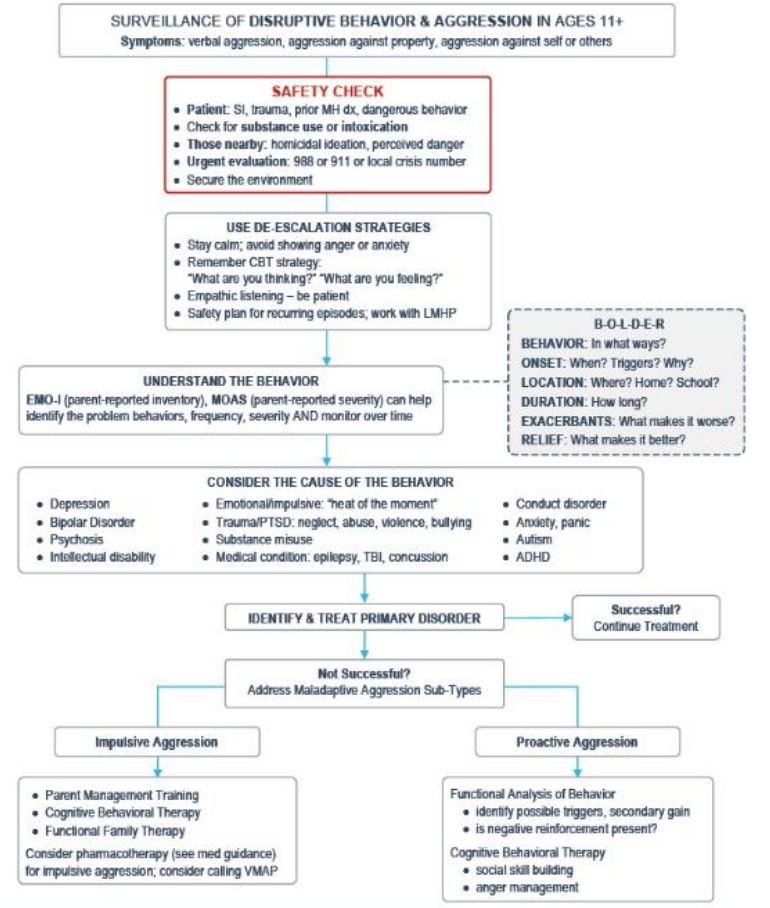 SURVEILLANCE OF DISRUPTIVE BEHAVIOR & AGGRESSION IN AGES 11+
Symptoms: verbal aggression, aggression against property, aggression against self or others
SAFETY CHECK
• Patient: SI, trauma, prior MH dx, dangerous behavior
• Check for substance use or intoxication
• Those nearby: homicidal ideation, perceived danger
• Urgent evaluation: 988 or 911 or local crisis number
• Secure the environment
USE DE-ESCALATION STRATEGIES
• Stay calm; avoid showing anger or anxiety
• Remember CBT strategy:
"What are you thinking?" "What are you feeling?"
• Empathic listening – be patient
• Safety plan for recurring episodes; work with LMHP
B-O-L-D-E-R
BEHAVIOR: In what ways?
ONSET: When? Triggers? Why?
LOCATION: Where? Home? School?
DURATION: How long?
EXACERBANTS: What makes it worse?
RELIEF: What makes it better?
UNDERSTAND THE BEHAVIOR
EMO-I (parent-reported inventory), MOAS (parent-reported severity) can help
identify the problem behaviors, frequency, severity AND monitor over time
CONSIDER THE CAUSE OF THE BEHAVIOR
• Depression
• Bipolar Disorder
• Psychosis
• Intellectual disability
• Emotional/impulsive: "heat of the moment"
• Trauma/PTSD: neglect, abuse, violence, bullying
• Substance misuse
• Medical condition: epilepsy, TBI, concussion
• Conduct disorder
• Anxiety, panic
• Autism
• ADHD
IDENTIFY & TREAT PRIMARY DISORDER
Successful?
Continue Treatment
Not Successful?
Address Maladaptive Aggression Sub-Types
Impulsive Aggression
• Parent Management Training
• Cognitive Behavioral Therapy
• Functional Family Therapy
Consider pharmacotherapy (see med guidance)
for impulsive aggression; consider calling VMAP
Proactive Aggression
Functional Analysis of Behavior
• identify possible triggers, secondary gain
• is negative reinforcement present?
Cognitive Behavioral Therapy
• social skill building
• anger management